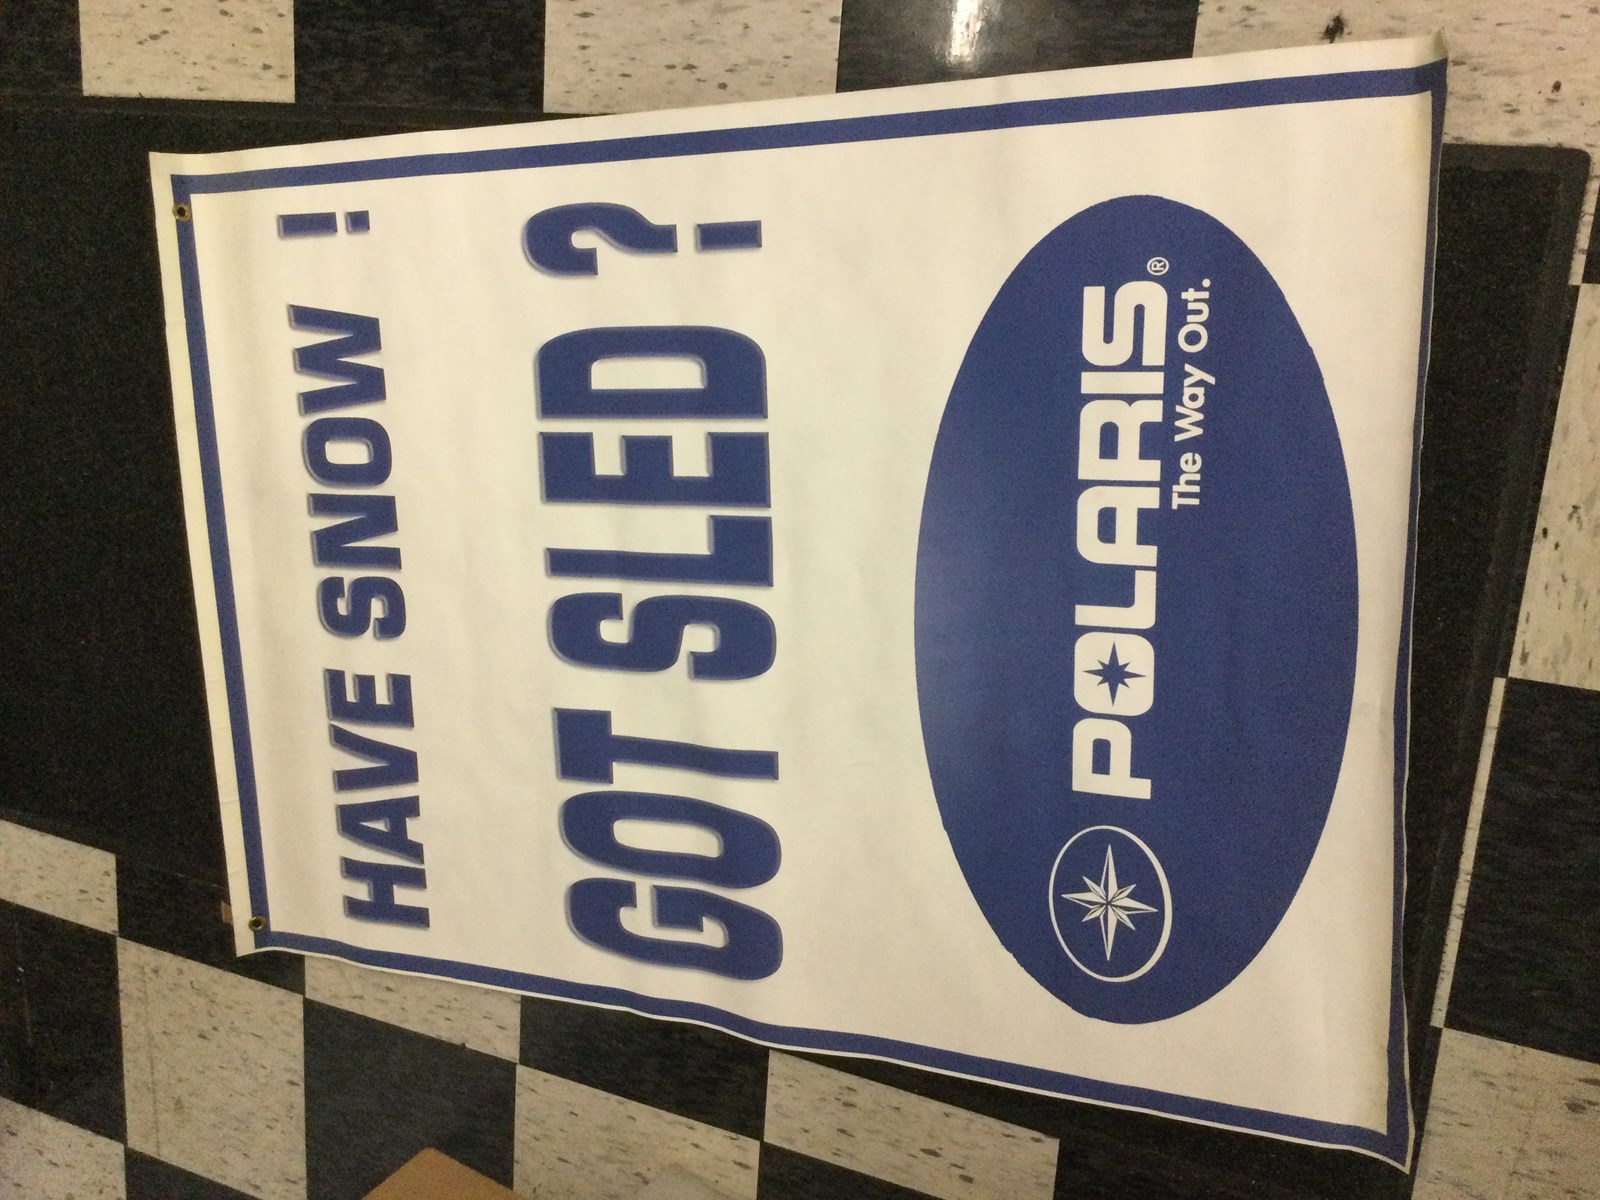 HAVE SNOW !
GOT SLED ?
POLARIS®
The Way Out.